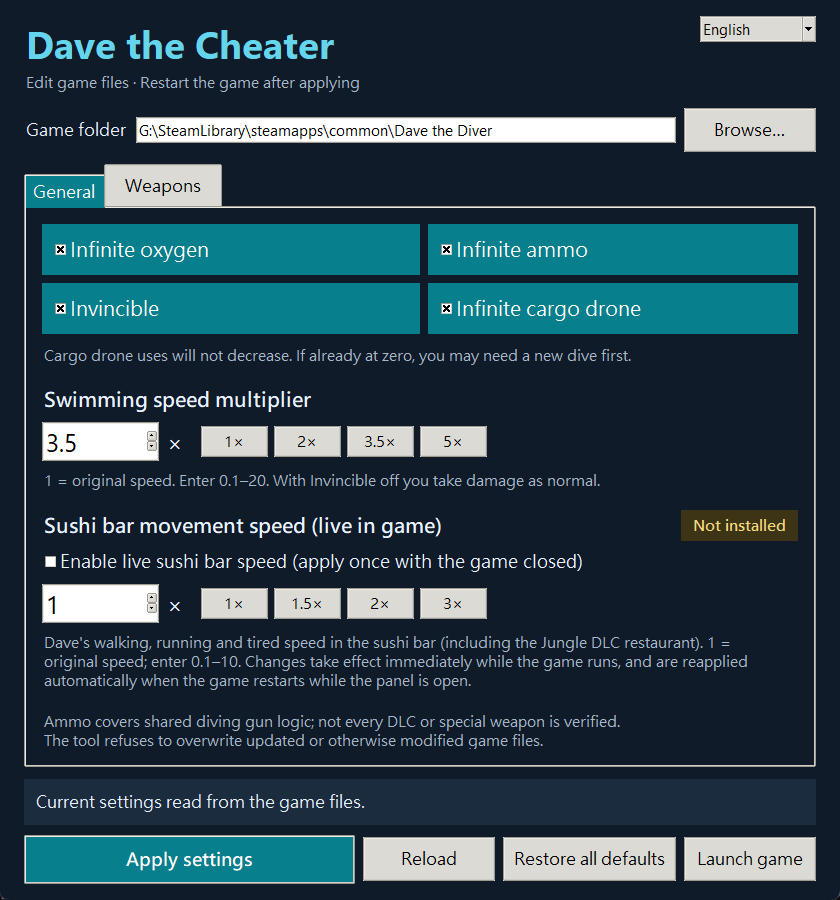 Dave the Cheater
English
Edit game files · Restart the game after applying
Game folder
G:\SteamLibrary\steamapps\common\Dave the Diver
Browse...
General
Weapons
Infinite oxygen
Infinite ammo
Invincible
Infinite cargo drone
Cargo drone uses will not decrease. If already at zero, you may need a new dive first.
Swimming speed multiplier
3.5 × 1× 2× 3.5× 5×
1 = original speed. Enter 0.1–20. With Invincible off you take damage as normal.
Sushi bar movement speed (live in game)
Not installed
Enable live sushi bar speed (apply once with the game closed)
1 × 1× 1.5× 2× 3×
Dave's walking, running and tired speed in the sushi bar (including the Jungle DLC restaurant). 1 =
original speed; enter 0.1–10. Changes take effect immediately while the game runs, and are reapplied
automatically when the game restarts while the panel is open.
Ammo covers shared diving gun logic; not every DLC or special weapon is verified.
The tool refuses to overwrite updated or otherwise modified game files.
Current settings read from the game files.
Apply settings
Reload
Restore all defaults
Launch game